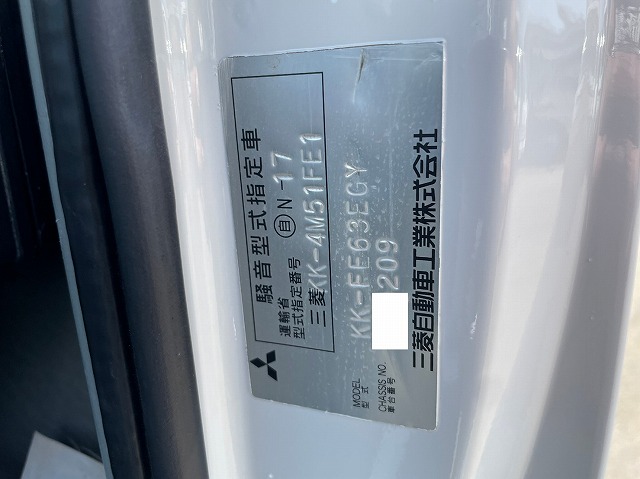 騒音型式指定車
運輸省
型式指定番号 自 N-17
三菱 KK-4M51FE1
MODEL
型式 KK-FE63EGY
CHASSIS NO.
車台番号 209
三菱自動車工業株式会社